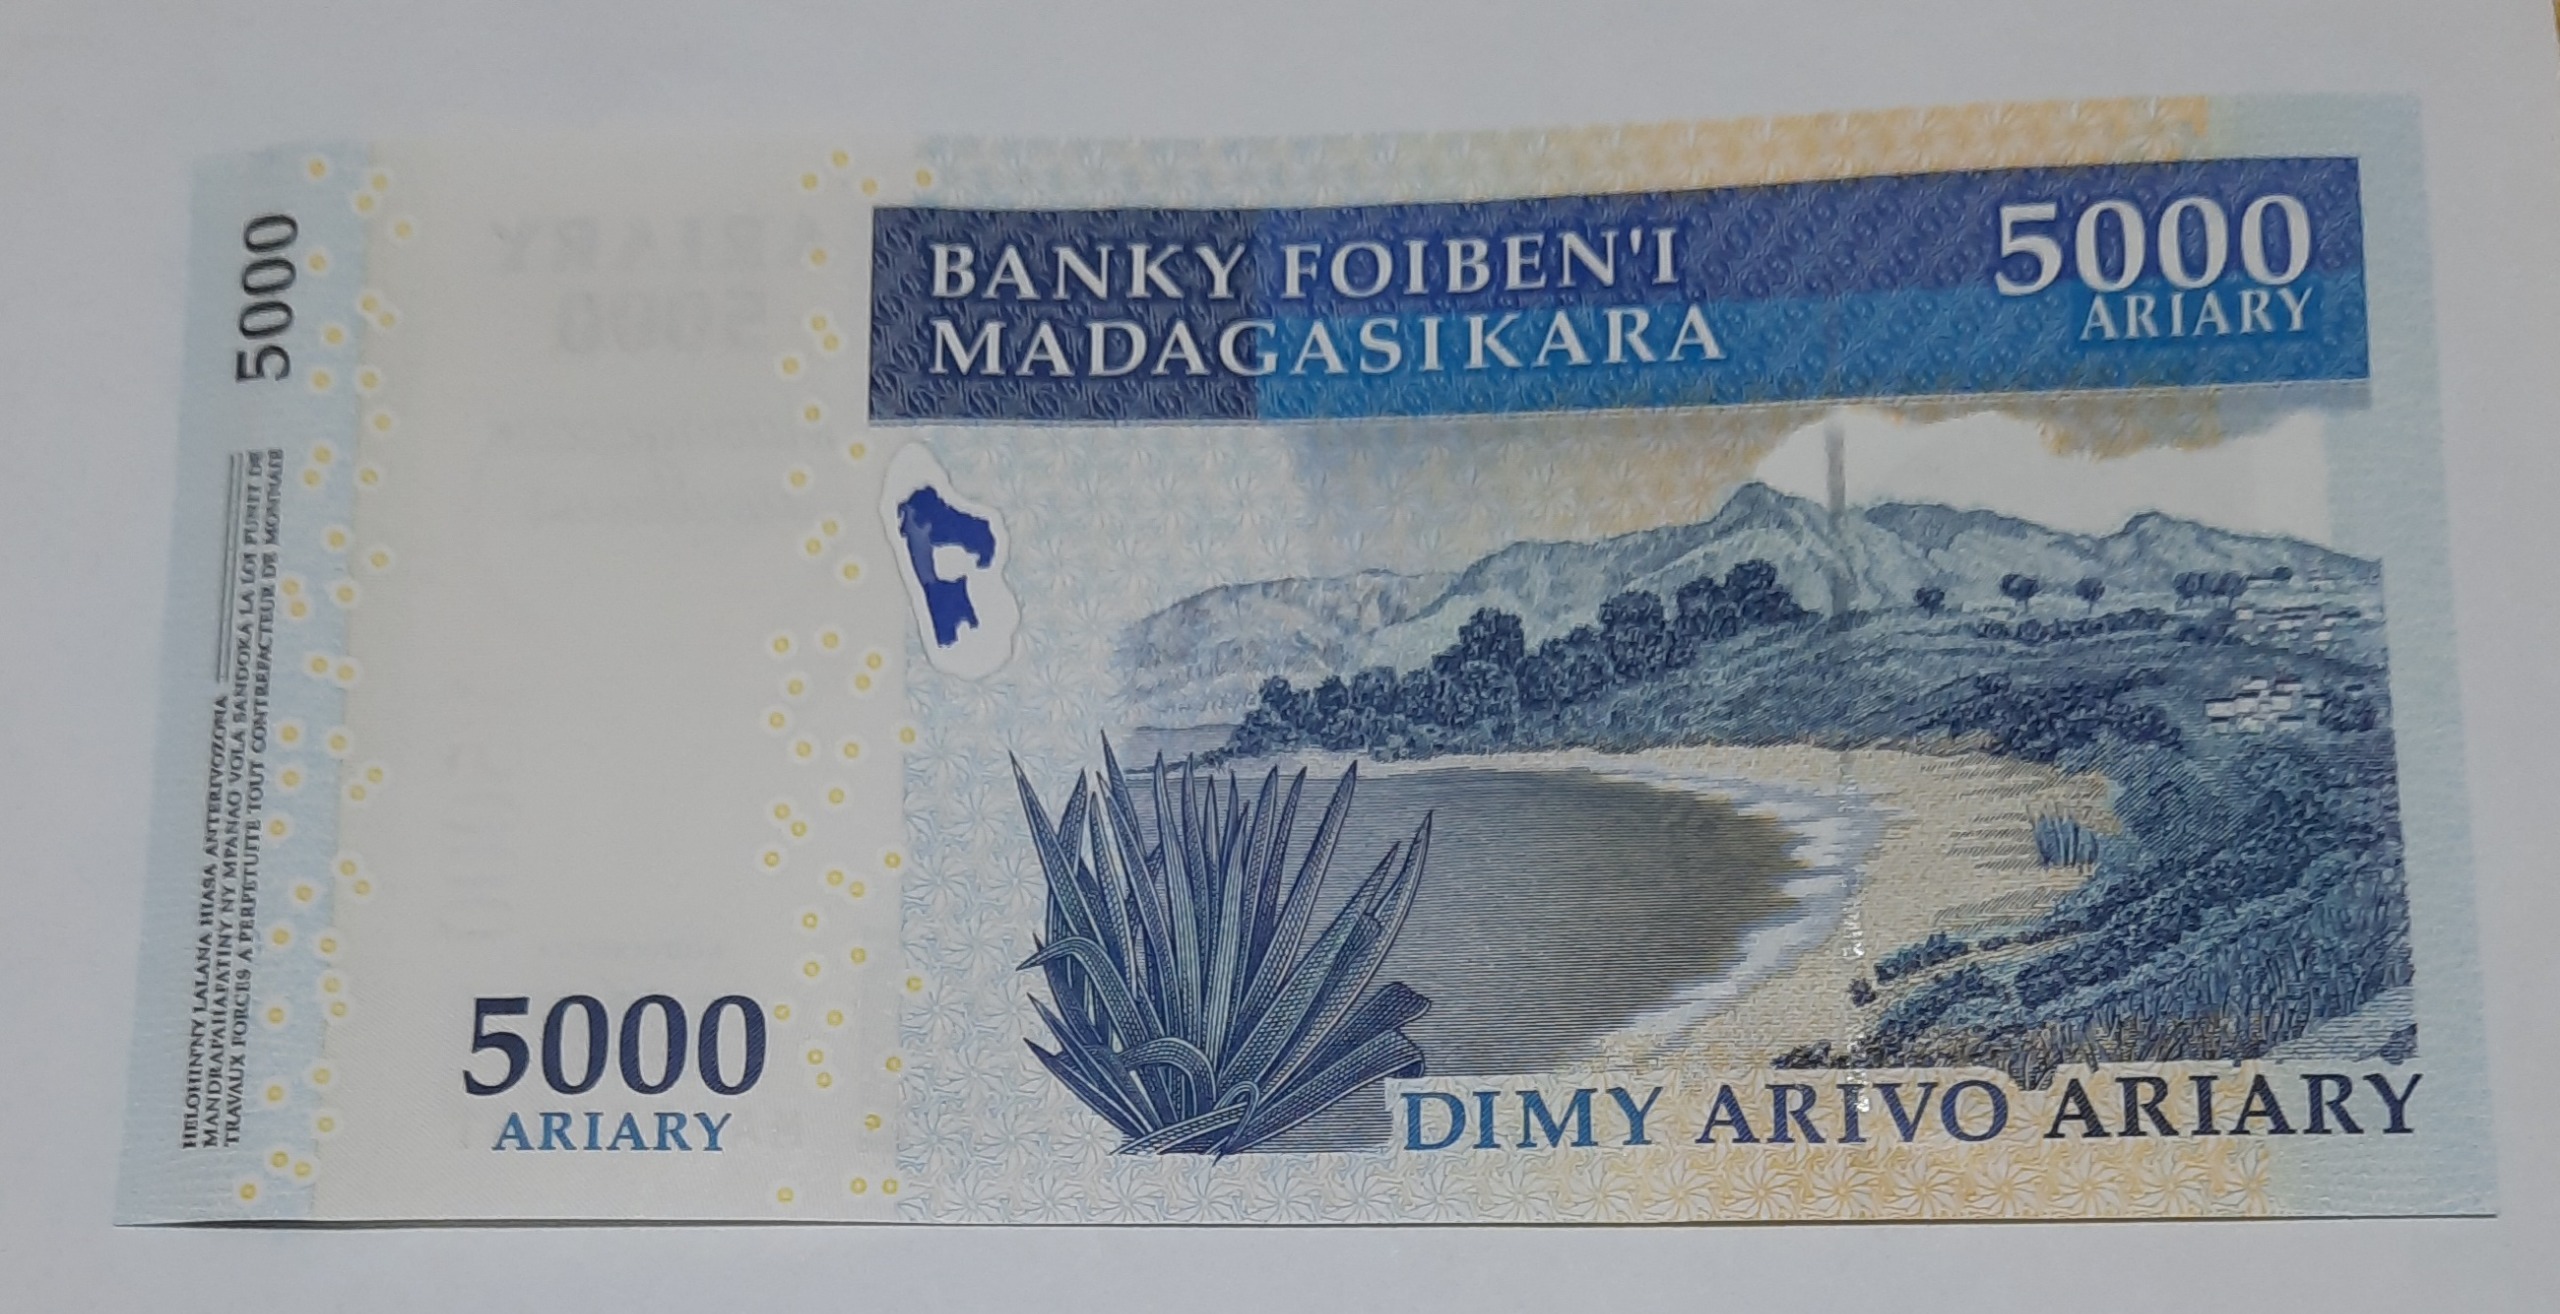 5000
HELOHIN'NY LALANA HIASA ANTERIVOZONA
MANDRAPAHAPATINY NY MPANAO VOLA SANDOKA LA LOI PUNIT DE
TRAVAUX FORCES A PERPETUITE TOUT CONTREFACTEUR DE MONNAIE
BANKY FOIBEN'I
MADAGASIKARA
5000
ARIARY
5000
ARIARY
DIMY ARIVO ARIARY